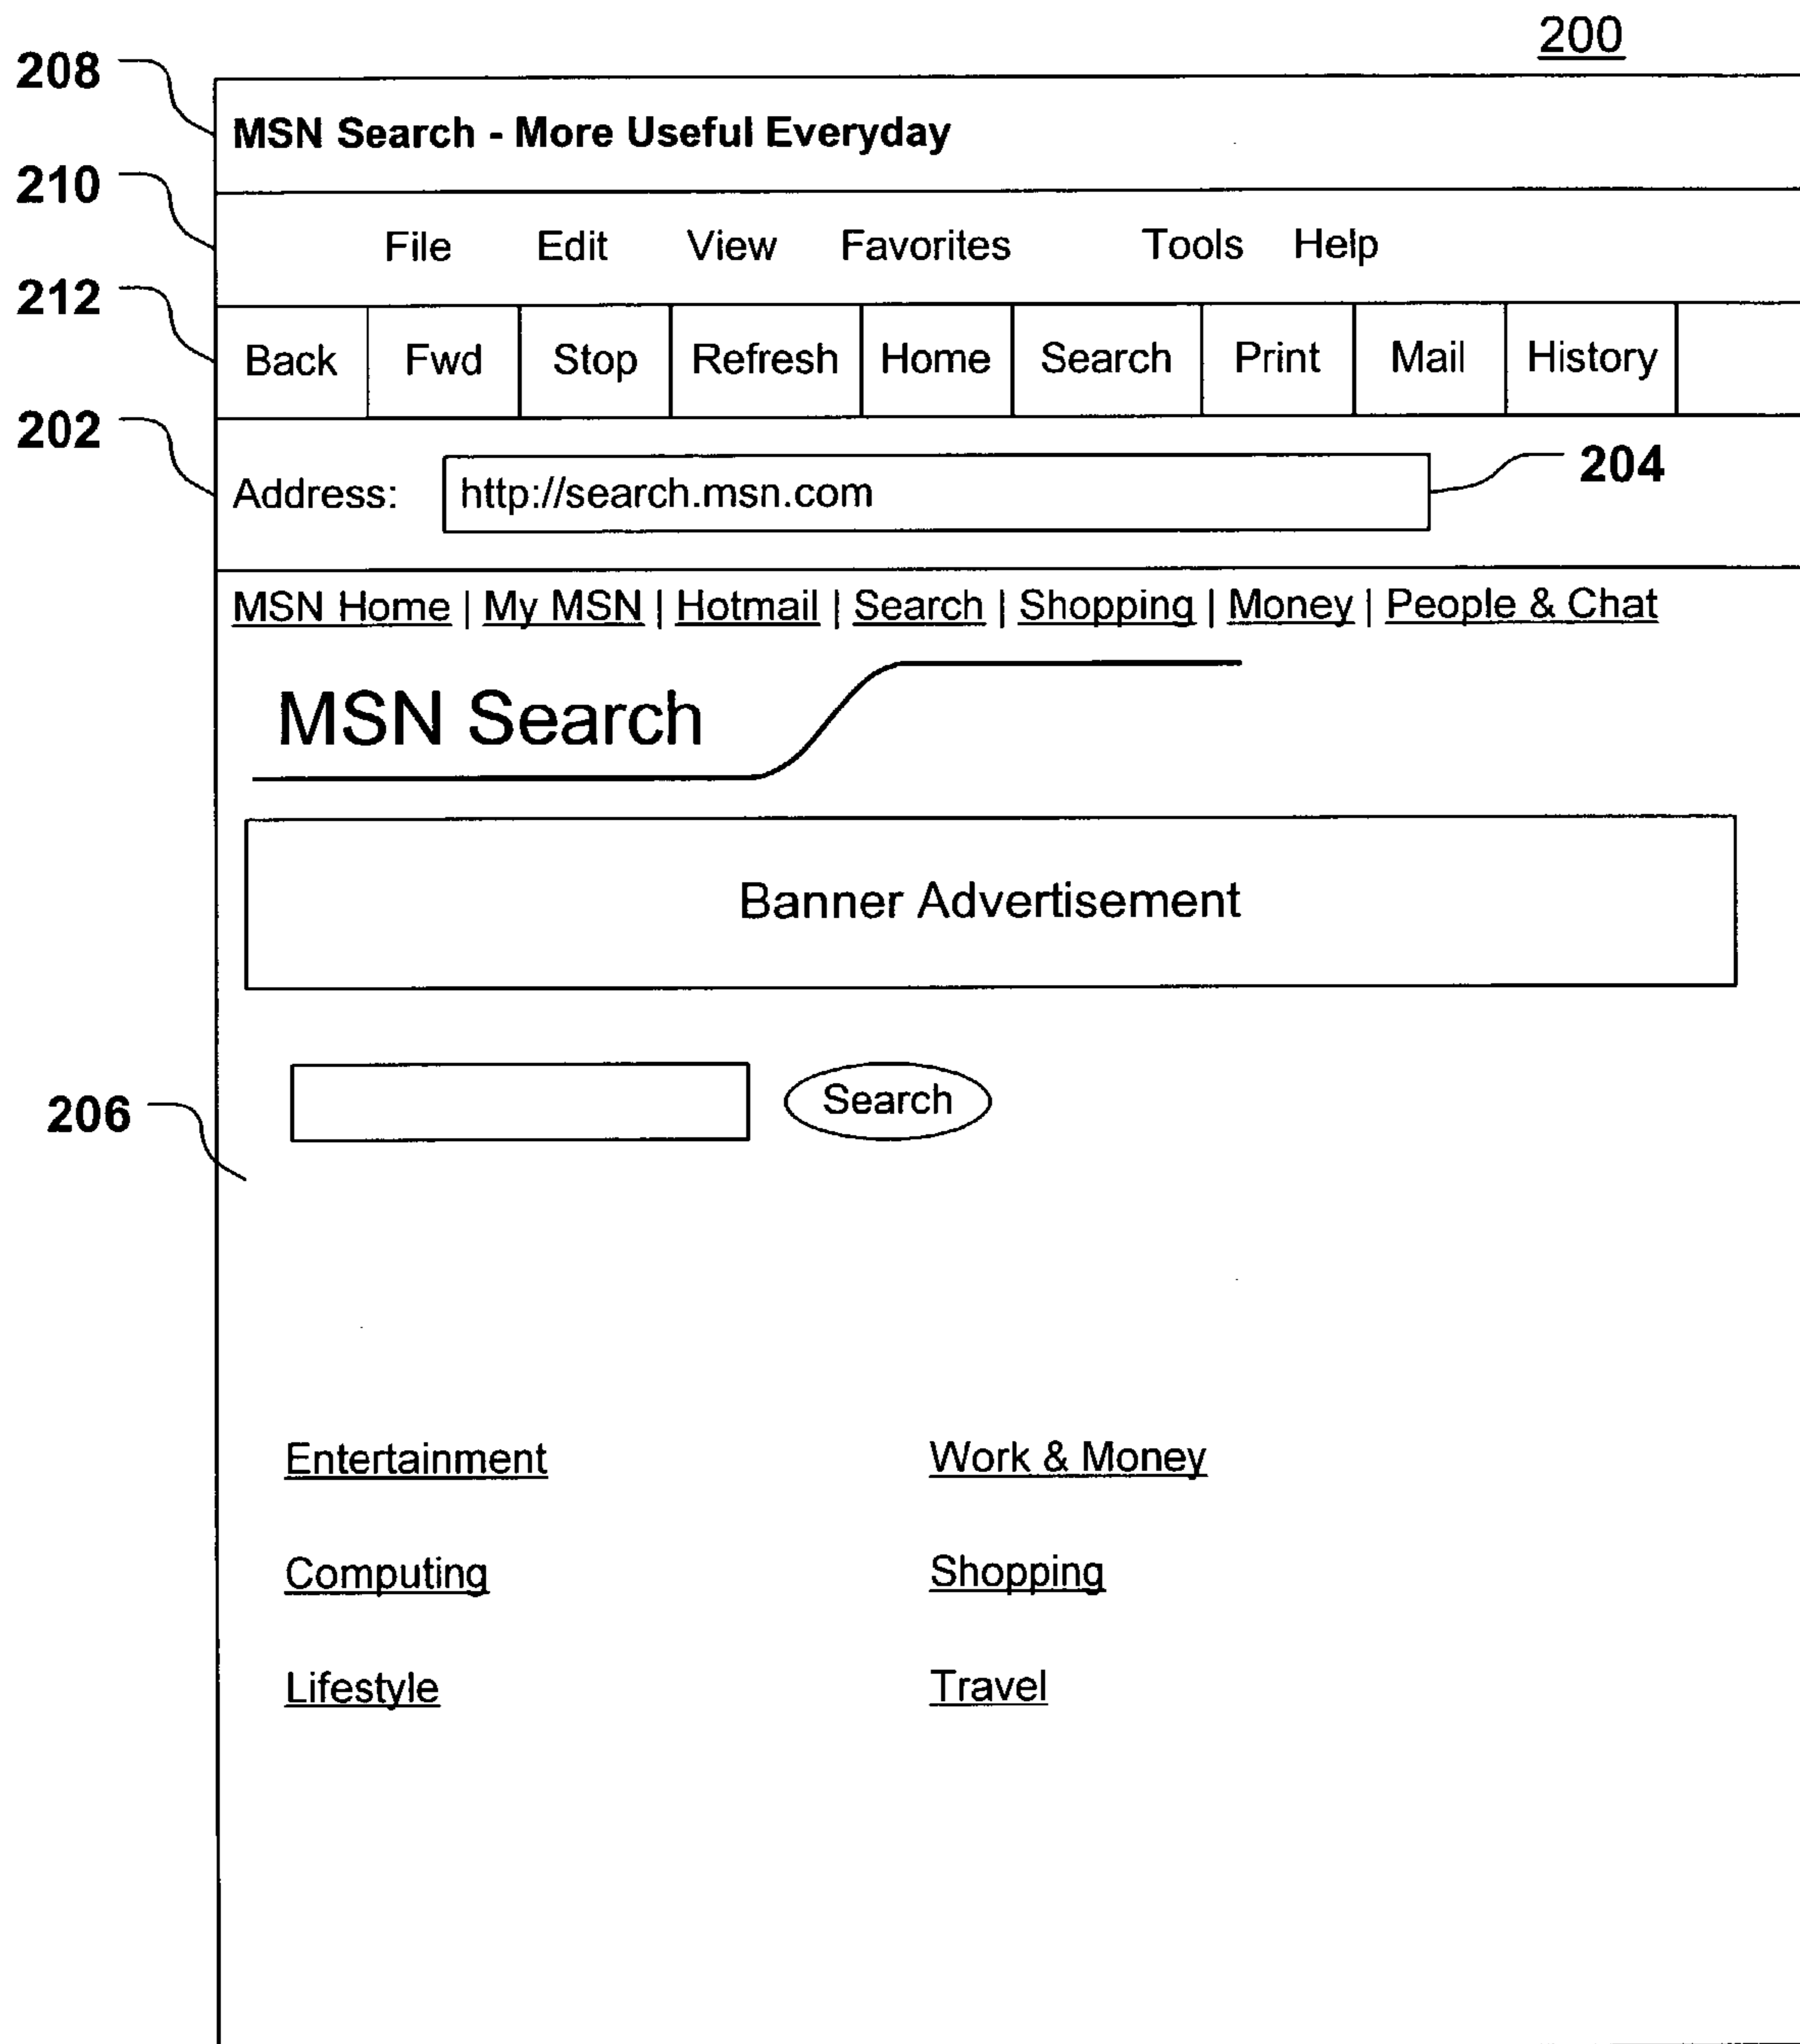 200
208
MSN Search - More Useful Everyday
210
File Edit View Favorites Tools Help
212
Back Fwd Stop Refresh Home Search Print Mail History
202
Address: http://search.msn.com
204
MSN Home | My MSN | Hotmail | Search | Shopping | Money | People & Chat
MSN Search
Banner Advertisement
Search
206
Entertainment Work & Money
Computing Shopping
Lifestyle Travel